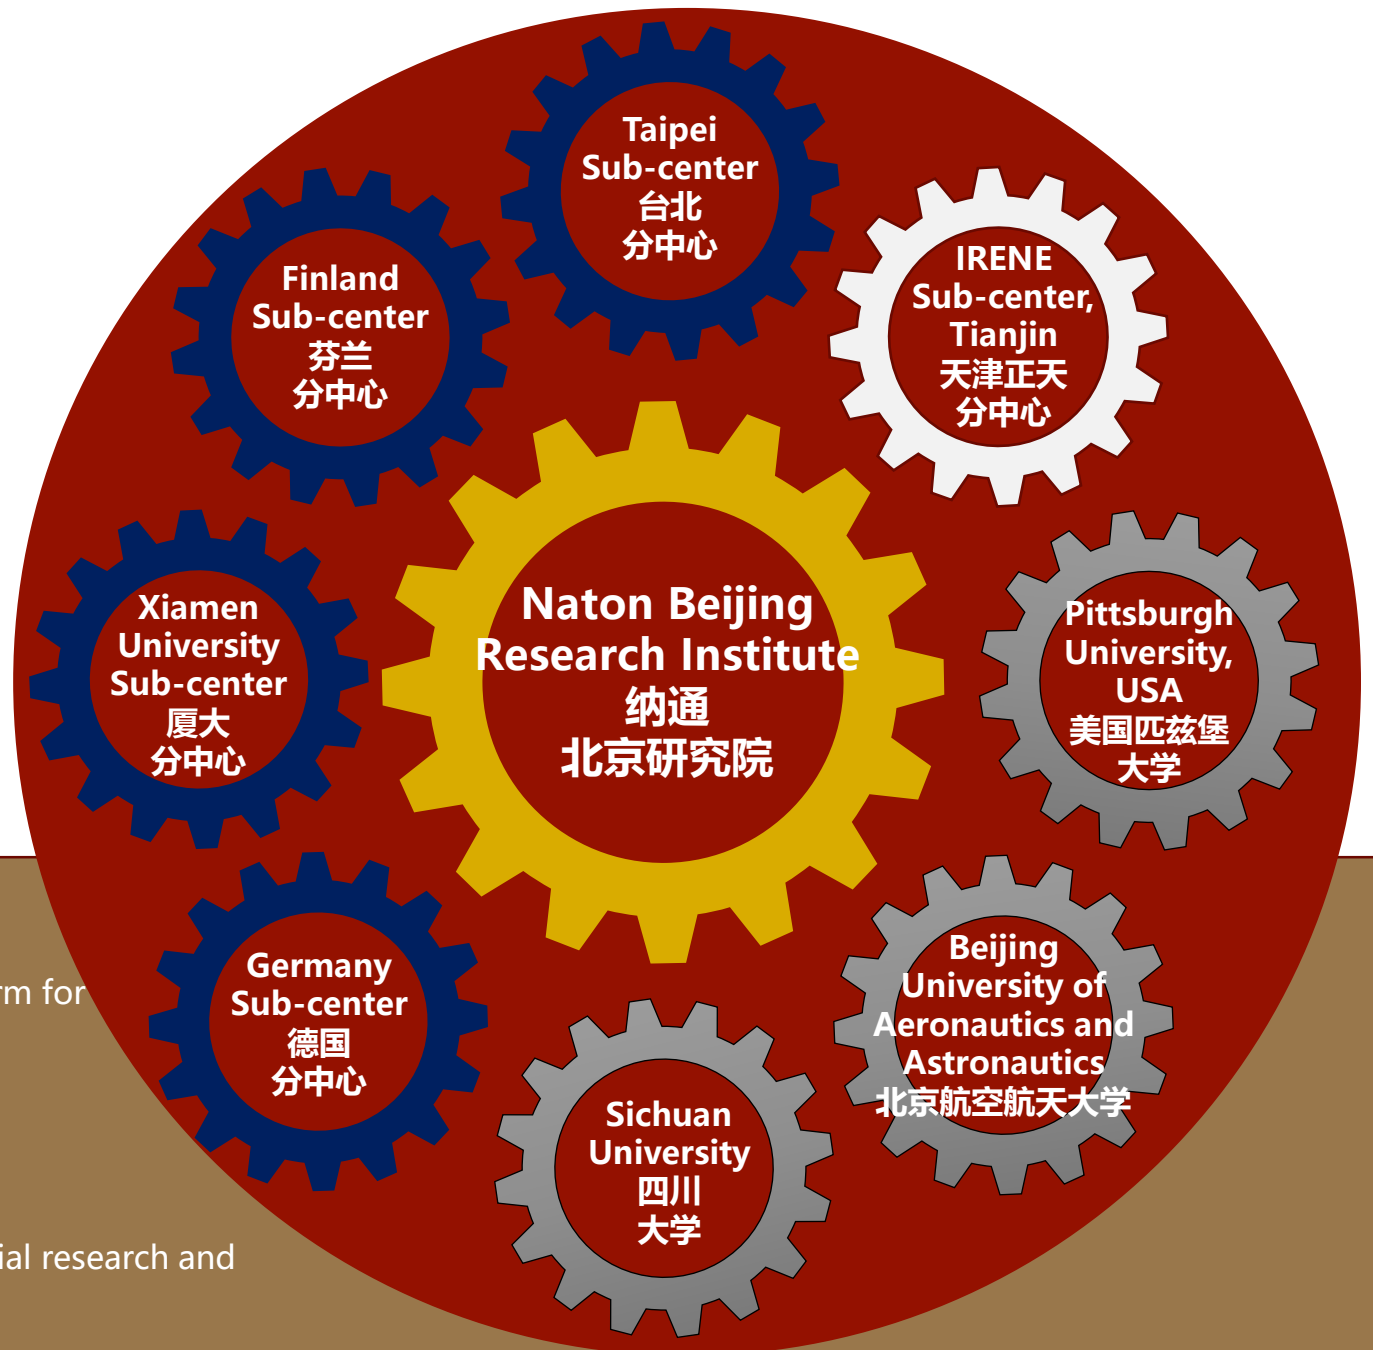 Taipei
Sub-center
台北
分中心
Finland
Sub-center
芬兰
分中心
IRENE
Sub-center,
Tianjin
天津正天
分中心
Naton Beijing
Research Institute
纳通
北京研究院
Xiamen
University
Sub-center
厦大
分中心
Pittsburgh
University,
USA
美国匹兹堡
大学
Germany
Sub-center
德国
分中心
Beijing
University of
Aeronautics and
Astronautics
北京航空航天大学
Sichuan
University
四川
大学
rm for
ial research and